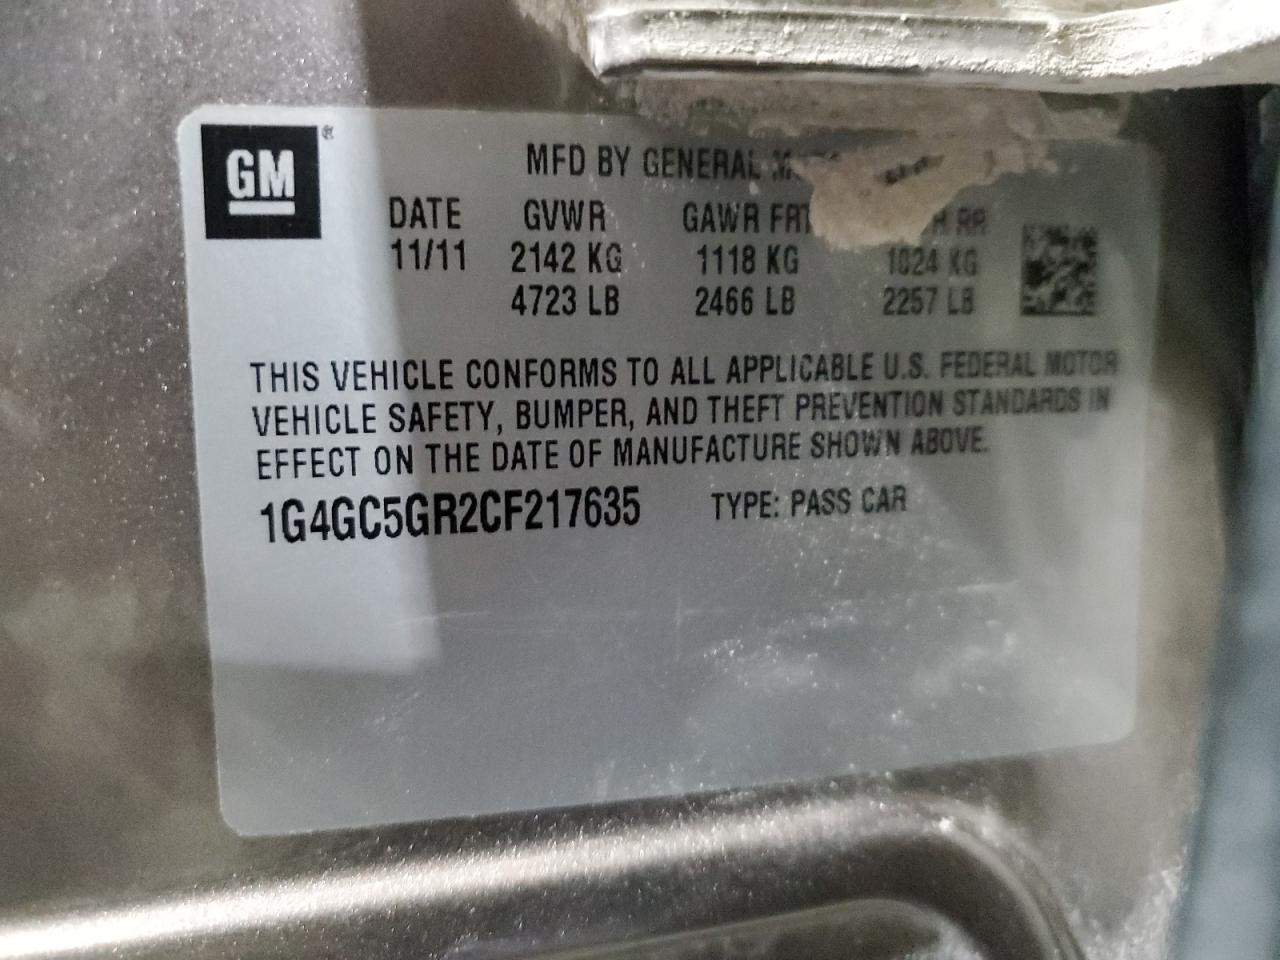 GM
MFD BY GENERAL
DATE GVWR GAWR FRT RR
11/11 2142 KG 1118 KG 1024 KG
4723 LB 2466 LB 2257 LB
THIS VEHICLE CONFORMS TO ALL APPLICABLE U.S. FEDERAL MOTOR
VEHICLE SAFETY, BUMPER, AND THEFT PREVENTION STANDARDS IN
EFFECT ON THE DATE OF MANUFACTURE SHOWN ABOVE.
1G4GC5GR2CF217635 TYPE: PASS CAR